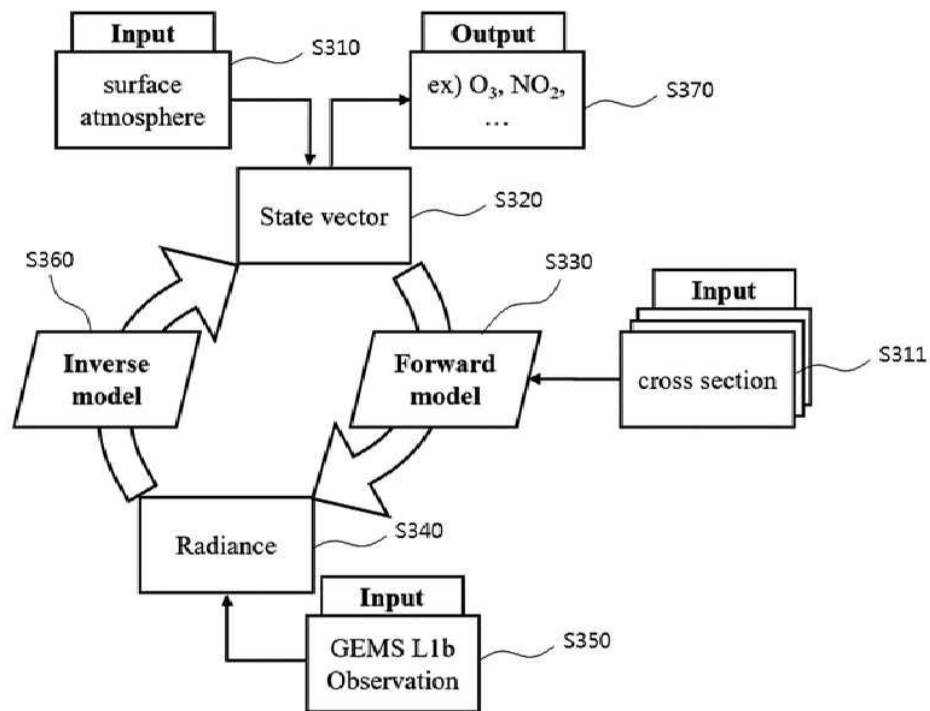 Input
surface
atmosphere
S310
Output
ex) O₃, NO₂,
...
S370
State vector
S320
S360
Inverse
model
S330
Forward
model
Input
cross section
S311
Radiance
S340
Input
GEMS L1b
Observation
S350